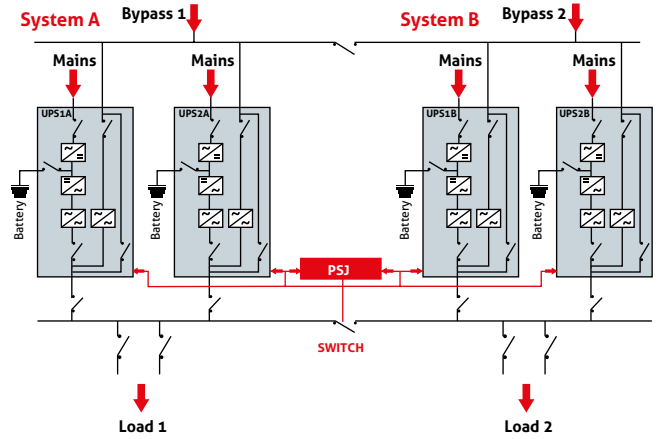 System A
Bypass 1
System B
Bypass 2
Mains
Mains
Mains
Mains
UPS1A
UPS2A
UPS1B
UPS2B
Battery
Battery
Battery
Battery
PSJ
SWITCH
Load 1
Load 2